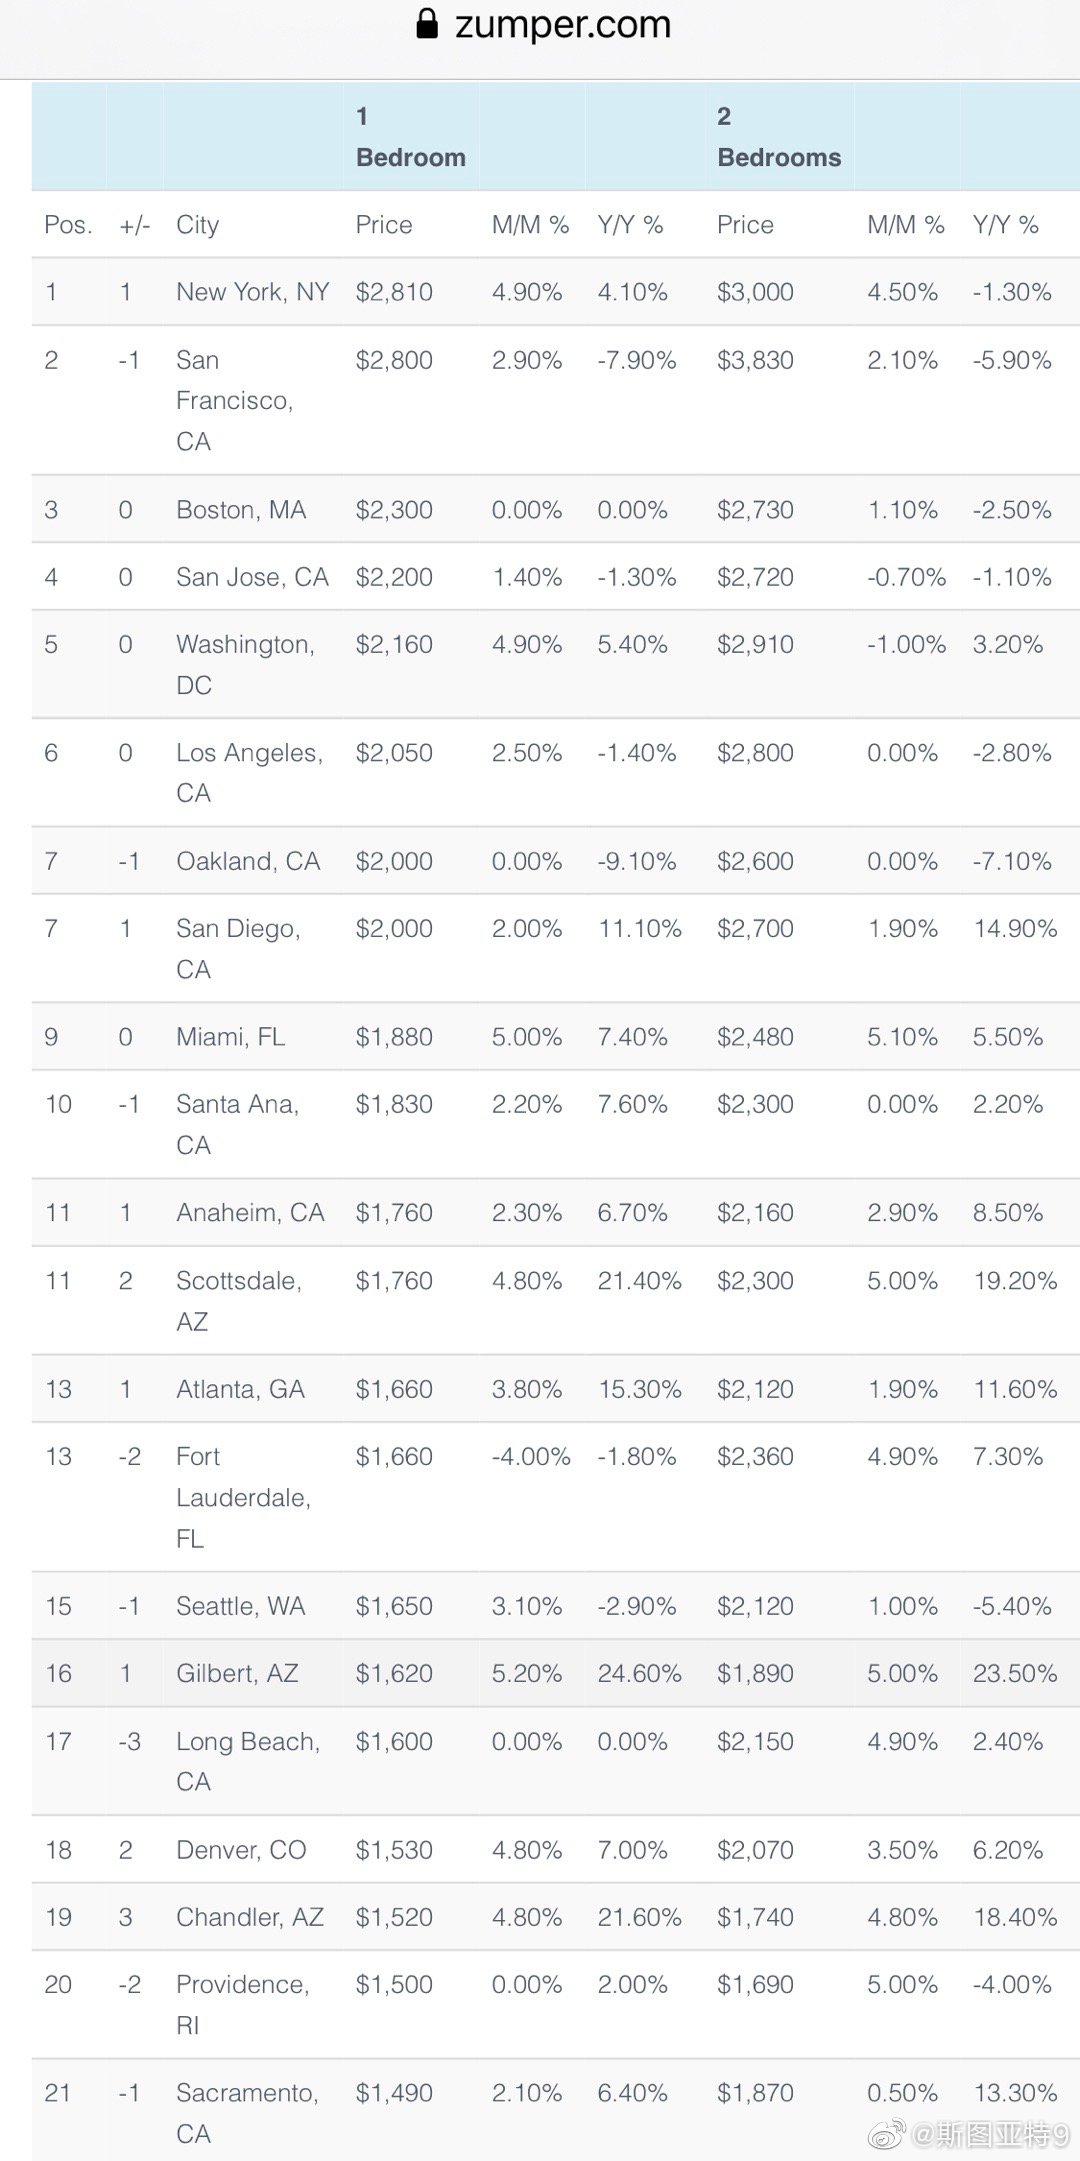 zumper.com
1 2
Bedroom Bedrooms
Pos. +/- City Price M/M % Y/Y % Price M/M % Y/Y %
1 1 New York, NY $2,810 4.90% 4.10% $3,000 4.50% -1.30%
2 -1 San $2,800 2.90% -7.90% $3,830 2.10% -5.90%
Francisco,
CA
3 0 Boston, MA $2,300 0.00% 0.00% $2,730 1.10% -2.50%
4 0 San Jose, CA $2,200 1.40% -1.30% $2,720 -0.70% -1.10%
5 0 Washington, $2,160 4.90% 5.40% $2,910 -1.00% 3.20%
DC
6 0 Los Angeles, $2,050 2.50% -1.40% $2,800 0.00% -2.80%
CA
7 -1 Oakland, CA $2,000 0.00% -9.10% $2,600 0.00% -7.10%
7 1 San Diego, $2,000 2.00% 11.10% $2,700 1.90% 14.90%
CA
9 0 Miami, FL $1,880 5.00% 7.40% $2,480 5.10% 5.50%
10 -1 Santa Ana, $1,830 2.20% 7.60% $2,300 0.00% 2.20%
CA
11 1 Anaheim, CA $1,760 2.30% 6.70% $2,160 2.90% 8.50%
11 2 Scottsdale, $1,760 4.80% 21.40% $2,300 5.00% 19.20%
AZ
13 1 Atlanta, GA $1,660 3.80% 15.30% $2,120 1.90% 11.60%
13 -2 Fort $1,660 -4.00% -1.80% $2,360 4.90% 7.30%
Lauderdale,
FL
15 -1 Seattle, WA $1,650 3.10% -2.90% $2,120 1.00% -5.40%
16 1 Gilbert, AZ $1,620 5.20% 24.60% $1,890 5.00% 23.50%
17 -3 Long Beach, $1,600 0.00% 0.00% $2,150 4.90% 2.40%
CA
18 2 Denver, CO $1,530 4.80% 7.00% $2,070 3.50% 6.20%
19 3 Chandler, AZ $1,520 4.80% 21.60% $1,740 4.80% 18.40%
20 -2 Providence, $1,500 0.00% 2.00% $1,690 5.00% -4.00%
RI
21 -1 Sacramento, $1,490 2.10% 6.40% $1,870 0.50% 13.30%
CA
@斯图亚特9